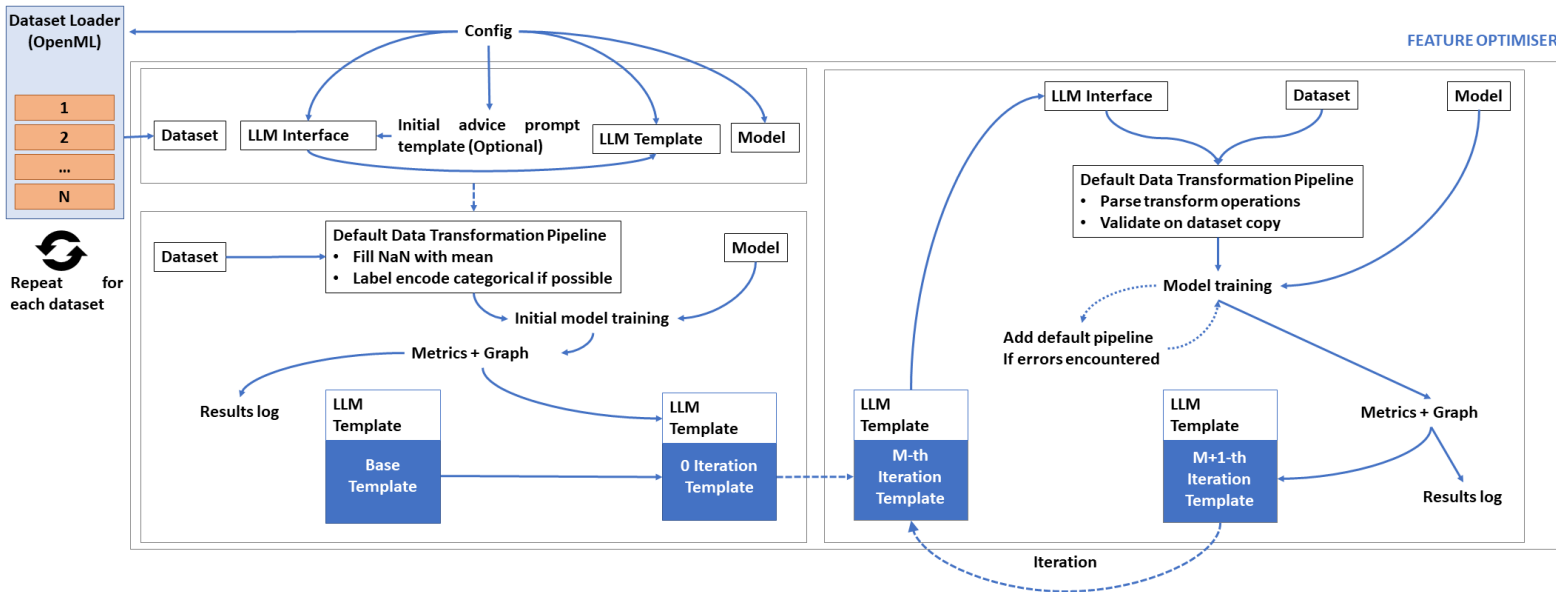 Dataset Loader
(OpenML)
1
2
...
N
Repeat for
each dataset
Config
FEATURE OPTIMISER
Dataset
LLM Interface
Initial advice prompt
template (Optional)
LLM Template
Model
Dataset
Default Data Transformation Pipeline
• Fill NaN with mean
• Label encode categorical if possible
Model
Initial model training
Metrics + Graph
Results log
LLM
Template
Base
Template
LLM
Template
0 Iteration
Template
LLM Interface
Dataset
Model
Default Data Transformation Pipeline
• Parse transform operations
• Validate on dataset copy
Model training
Add default pipeline
If errors encountered
LLM
Template
M-th
Iteration
Template
LLM
Template
M+1-th
Iteration
Template
Metrics + Graph
Results log
Iteration